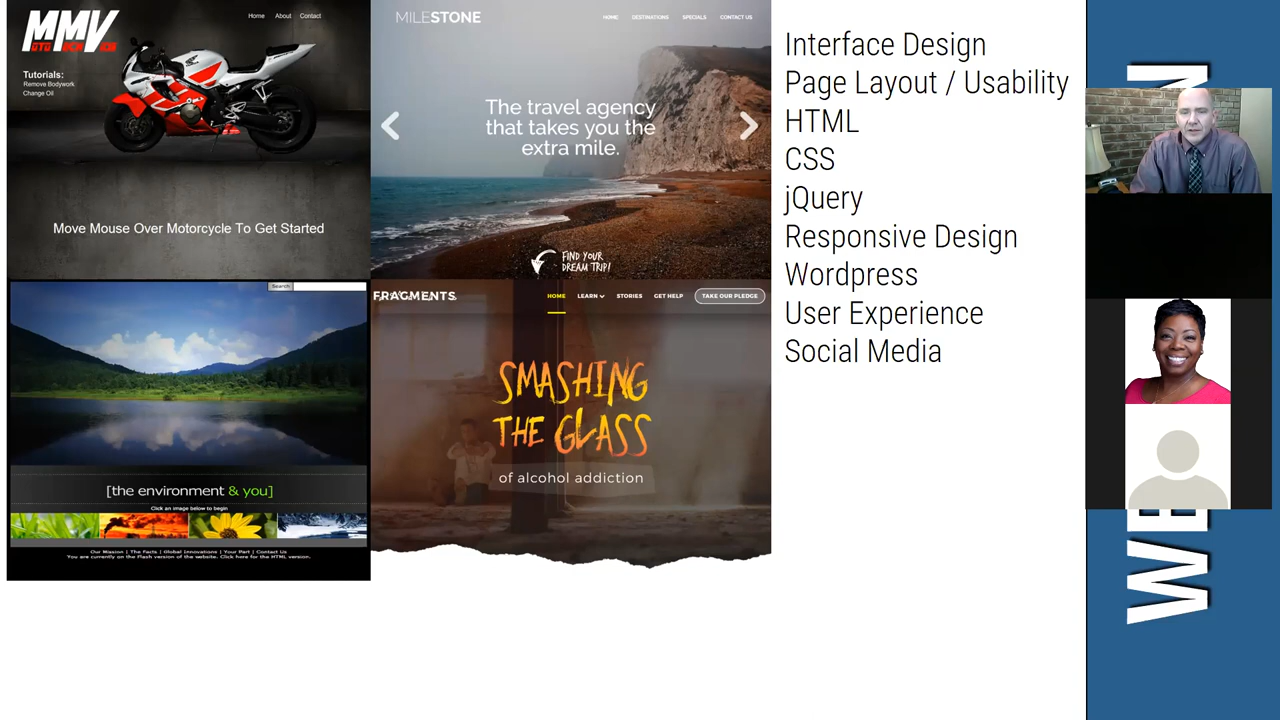 MMV
Home About Contact
Tutorials:
Remove Bodywork
Change Oil
Move Mouse Over Motorcycle To Get Started
MILESTONE
HOME DESTINATIONS SPECIALS CONTACT US
The travel agency
that takes you the
extra mile.
FIND YOUR
DREAM TRIP!
Search
[the environment & you]
Click an image below to begin
Our Mission | The Facts | Global Innovations | Your Part | Contact Us
You are currently on the Flash version of the website. Click here for the HTML version.
FRAGMENTS
HOME LEARN STORIES GET HELP TAKE OUR PLEDGE
SMASHING
THE GLASS
of alcohol addiction
Interface Design
Page Layout / Usability
HTML
CSS
jQuery
Responsive Design
Wordpress
User Experience
Social Media